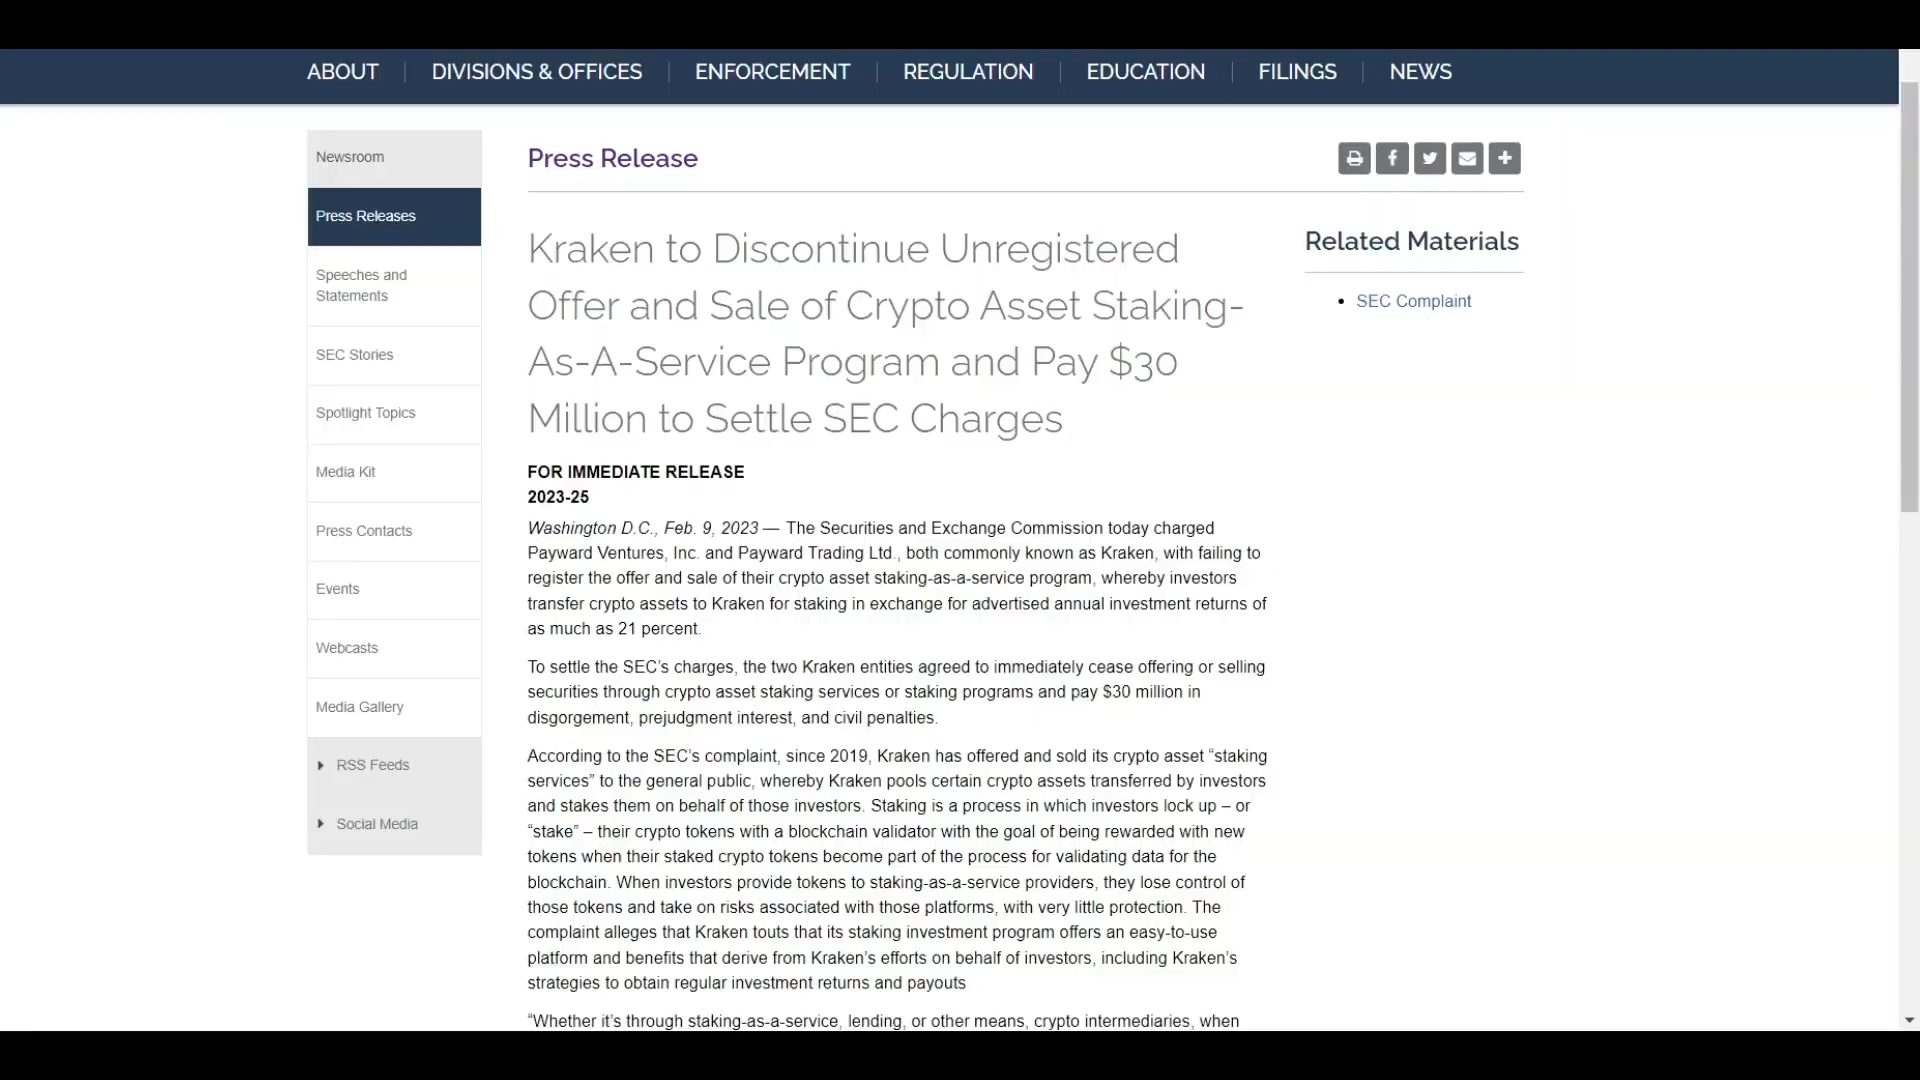 ABOUT
DIVISIONS & OFFICES
ENFORCEMENT
REGULATION
EDUCATION
FILINGS
NEWS
Newsroom
Press Releases
Speeches and
Statements
SEC Stories
Spotlight Topics
Media Kit
Press Contacts
Events
Webcasts
Media Gallery
RSS Feeds
Social Media
Press Release
Kraken to Discontinue Unregistered
Offer and Sale of Crypto Asset Staking-
As-A-Service Program and Pay $30
Million to Settle SEC Charges
FOR IMMEDIATE RELEASE
2023-25
Washington D.C., Feb. 9, 2023 — The Securities and Exchange Commission today charged
Payward Ventures, Inc. and Payward Trading Ltd., both commonly known as Kraken, with failing to
register the offer and sale of their crypto asset staking-as-a-service program, whereby investors
transfer crypto assets to Kraken for staking in exchange for advertised annual investment returns of
as much as 21 percent.
To settle the SEC’s charges, the two Kraken entities agreed to immediately cease offering or selling
securities through crypto asset staking services or staking programs and pay $30 million in
disgorgement, prejudgment interest, and civil penalties.
According to the SEC’s complaint, since 2019, Kraken has offered and sold its crypto asset “staking
services” to the general public, whereby Kraken pools certain crypto assets transferred by investors
and stakes them on behalf of those investors. Staking is a process in which investors lock up – or
“stake” – their crypto tokens with a blockchain validator with the goal of being rewarded with new
tokens when their staked crypto tokens become part of the process for validating data for the
blockchain. When investors provide tokens to staking-as-a-service providers, they lose control of
those tokens and take on risks associated with those platforms, with very little protection. The
complaint alleges that Kraken touts that its staking investment program offers an easy-to-use
platform and benefits that derive from Kraken’s efforts on behalf of investors, including Kraken’s
strategies to obtain regular investment returns and payouts
“Whether it’s through staking-as-a-service, lending, or other means, crypto intermediaries, when
Related Materials
SEC Complaint